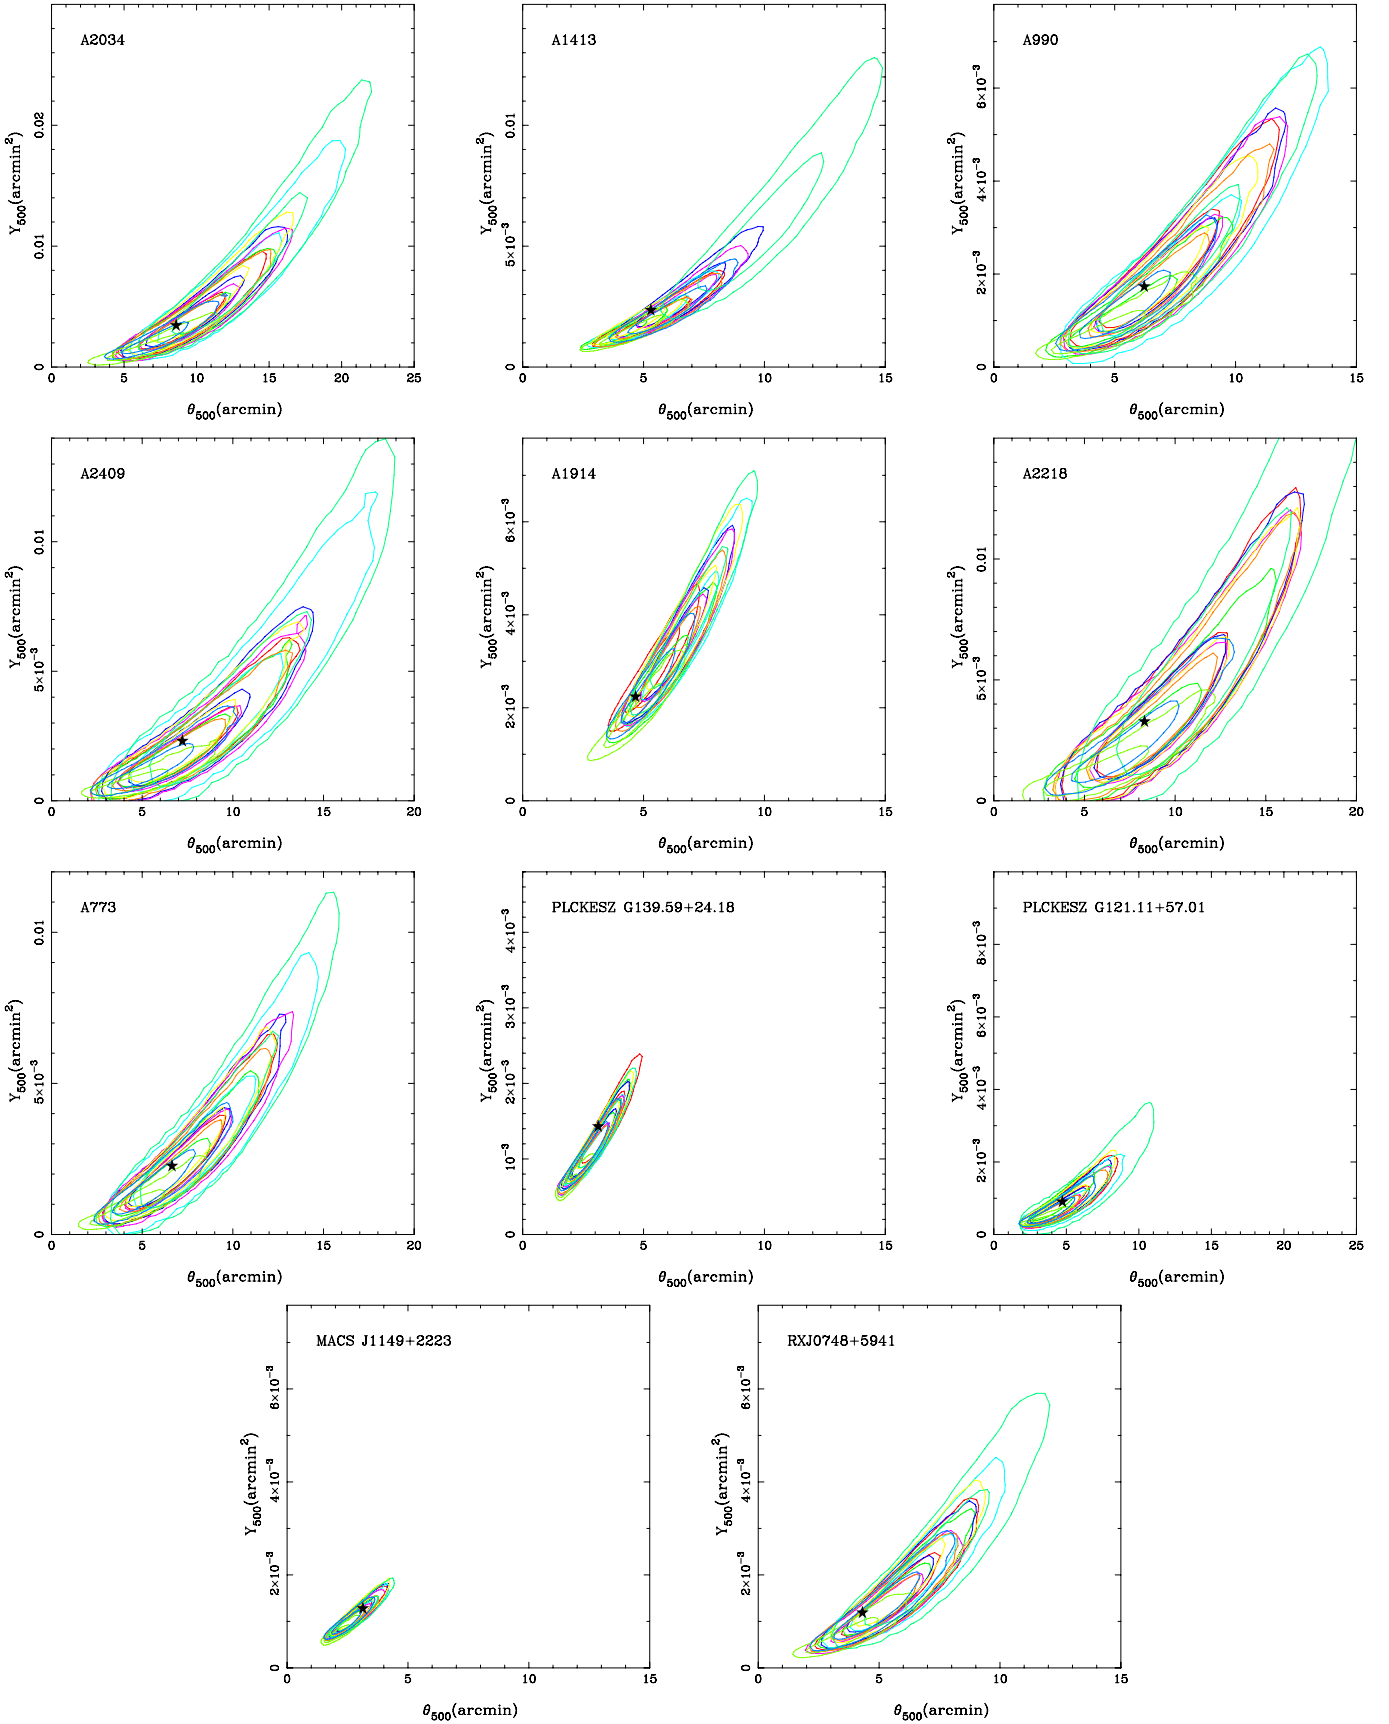 A2034
Y500(arcmin²)
0 0.01 0.02
0 5 10 15 20 25
θ500(arcmin)
A1413
Y500(arcmin²)
0 5×10⁻³ 0.01
0 5 10 15
θ500(arcmin)
A990
Y500(arcmin²)
0 2×10⁻³ 4×10⁻³ 6×10⁻³
0 5 10 15
θ500(arcmin)
A2409
Y500(arcmin²)
0 5×10⁻³ 0.01
0 5 10 15 20
θ500(arcmin)
A1914
Y500(arcmin²)
0 2×10⁻³ 4×10⁻³ 6×10⁻³
0 5 10 15
θ500(arcmin)
A2218
Y500(arcmin²)
0 5×10⁻³ 0.01
0 5 10 15 20
θ500(arcmin)
A773
Y500(arcmin²)
0 5×10⁻³ 0.01
0 5 10 15 20
θ500(arcmin)
PLCKESZ G139.59+24.18
Y500(arcmin²)
0 10⁻³ 2×10⁻³ 3×10⁻³ 4×10⁻³
0 5 10 15
θ500(arcmin)
PLCKESZ G121.11+57.01
Y500(arcmin²)
0 2×10⁻³ 4×10⁻³ 6×10⁻³ 8×10⁻³
0 5 10 15 20 25
θ500(arcmin)
MACS J1149+2223
Y500(arcmin²)
0 2×10⁻³ 4×10⁻³ 6×10⁻³
0 5 10 15
θ500(arcmin)
RXJ0748+5941
Y500(arcmin²)
0 2×10⁻³ 4×10⁻³ 6×10⁻³
0 5 10 15
θ500(arcmin)